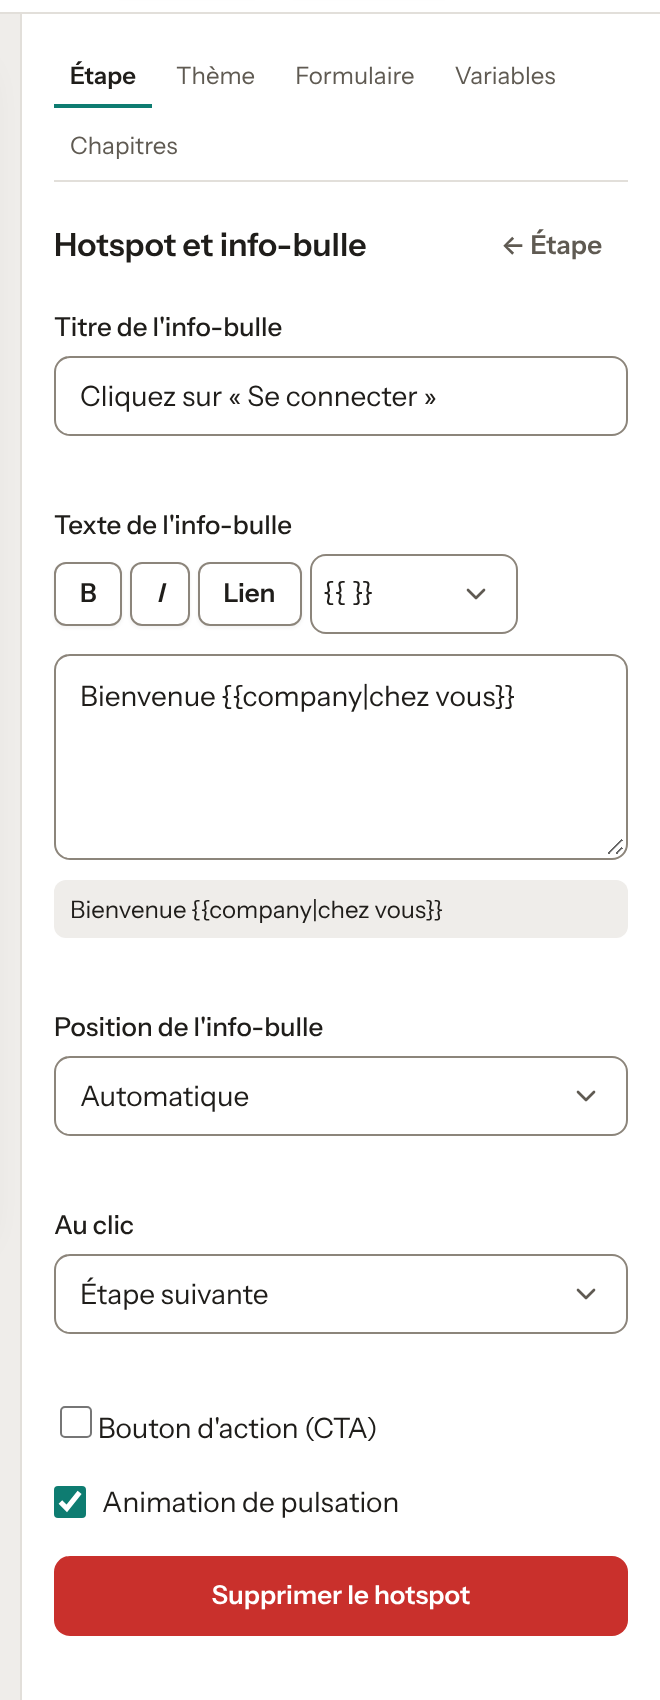 Étape Thème Formulaire Variables
Chapitres
Hotspot et info-bulle ← Étape
Titre de l'info-bulle
Cliquez sur « Se connecter »
Texte de l'info-bulle
B I Lien {{ }}
Bienvenue {{company|chez vous}}
Bienvenue {{company|chez vous}}
Position de l'info-bulle
Automatique
Au clic
Étape suivante
Bouton d'action (CTA)
Animation de pulsation
Supprimer le hotspot